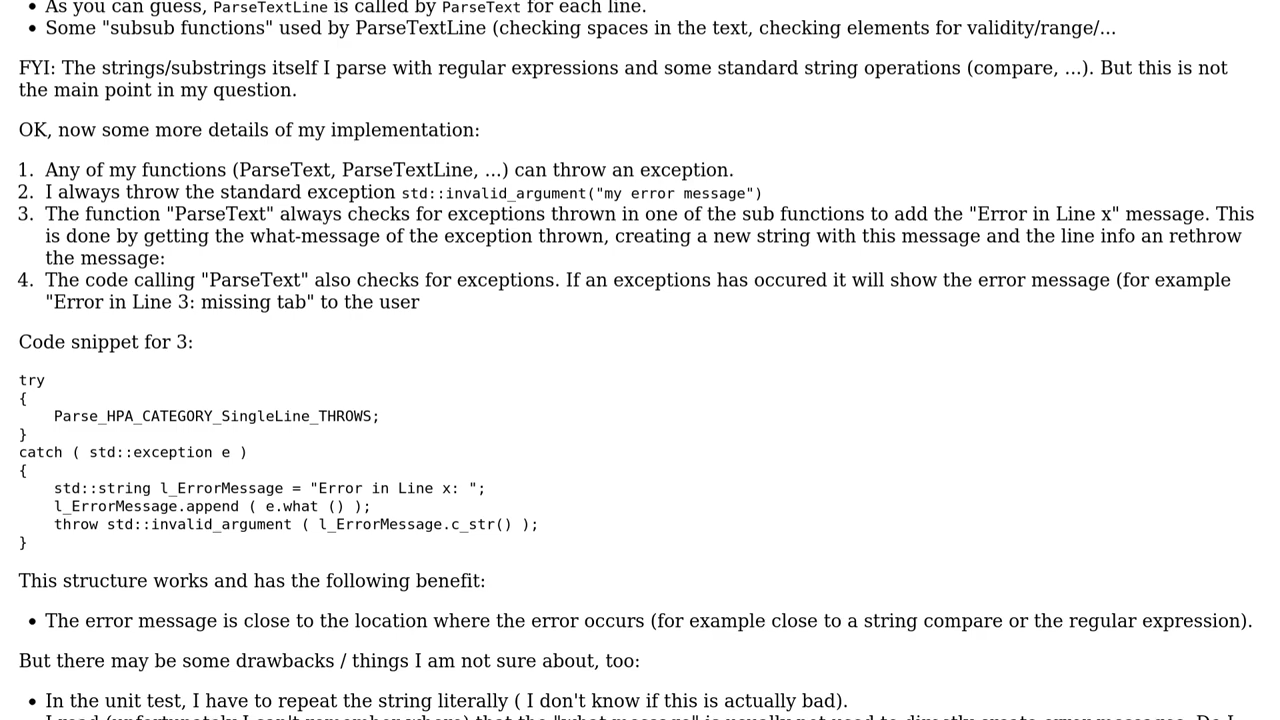 As you can guess, ParseTextLine is called by ParseText for each line.
Some "subsub functions" used by ParseTextLine (checking spaces in the text, checking elements for validity/range/...
FYI: The strings/substrings itself I parse with regular expressions and some standard string operations (compare, ...). But this is not
the main point in my question.
OK, now some more details of my implementation:
1. Any of my functions (ParseText, ParseTextLine, ...) can throw an exception.
2. I always throw the standard exception std::invalid_argument("my error message")
3. The function "ParseText" always checks for exceptions thrown in one of the sub functions to add the "Error in Line x" message. This
is done by getting the what-message of the exception thrown, creating a new string with this message and the line info an rethrow
the message:
4. The code calling "ParseText" also checks for exceptions. If an exceptions has occured it will show the error message (for example
"Error in Line 3: missing tab" to the user
Code snippet for 3:
try
{
    Parse_HPA_CATEGORY_SingleLine_THROWS;
}
catch ( std::exception e )
{
    std::string l_ErrorMessage = "Error in Line x: ";
    l_ErrorMessage.append ( e.what () );
    throw std::invalid_argument ( l_ErrorMessage.c_str() );
}
This structure works and has the following benefit:
The error message is close to the location where the error occurs (for example close to a string compare or the regular expression).
But there may be some drawbacks / things I am not sure about, too:
In the unit test, I have to repeat the string literally ( I don't know if this is actually bad).